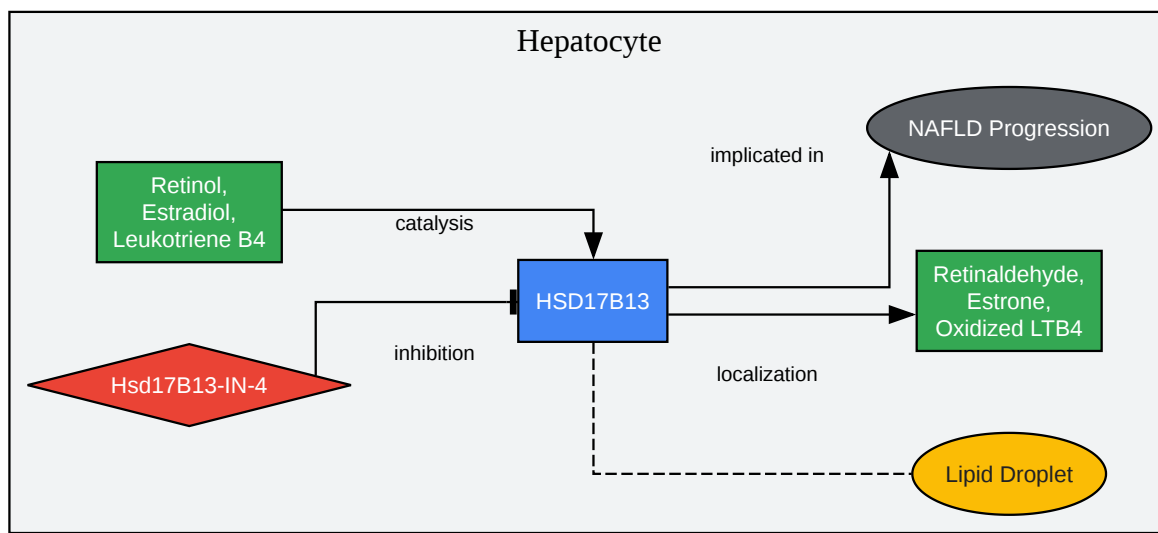 Hepatocyte
NAFLD Progression
implicated in
Retinol,
Estradiol,
Leukotriene B4
catalysis
HSD17B13
Retinaldehyde,
Estrone,
Oxidized LTB4
inhibition
Hsd17B13-IN-4
localization
Lipid Droplet